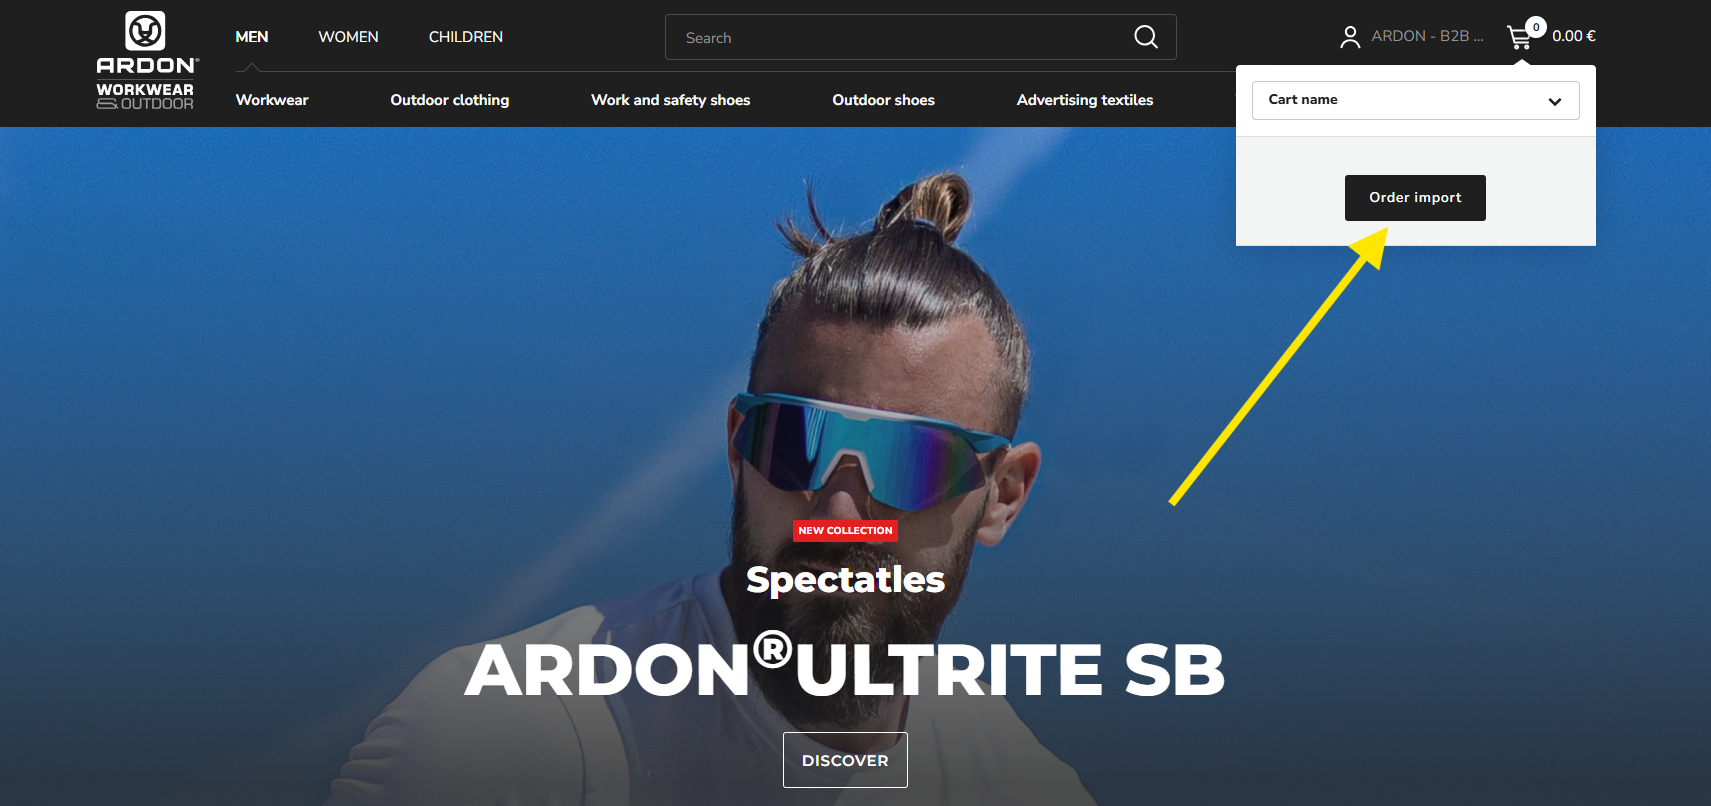 ARDON®
WORKWEAR
& OUTDOOR
MEN
WOMEN
CHILDREN
Search
ARDON - B2B ...
0
0.00 €
Workwear
Outdoor clothing
Work and safety shoes
Outdoor shoes
Advertising textiles
Cart name
Order import
NEW COLLECTION
Spectatles
ARDON®ULTRITE SB
DISCOVER